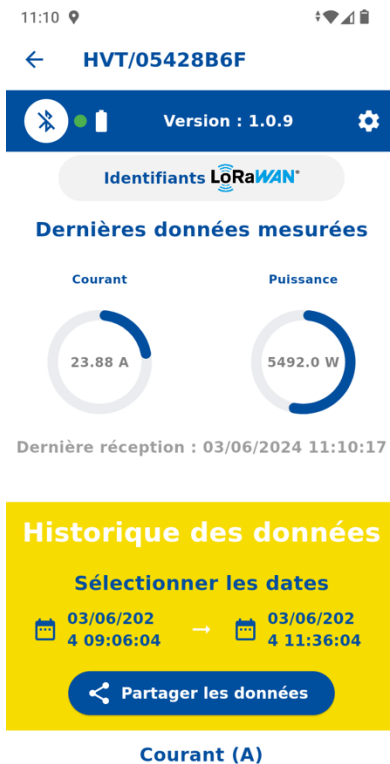 11:10
HVT/05428B6F
Version : 1.0.9
Identifiants LoRaWAN®
Dernières données mesurées
Courant
Puissance
23.88 A
5492.0 W
Dernière réception : 03/06/2024 11:10:17
Historique des données
Sélectionner les dates
03/06/202
4 09:06:04
→
03/06/202
4 11:36:04
Partager les données
Courant (A)